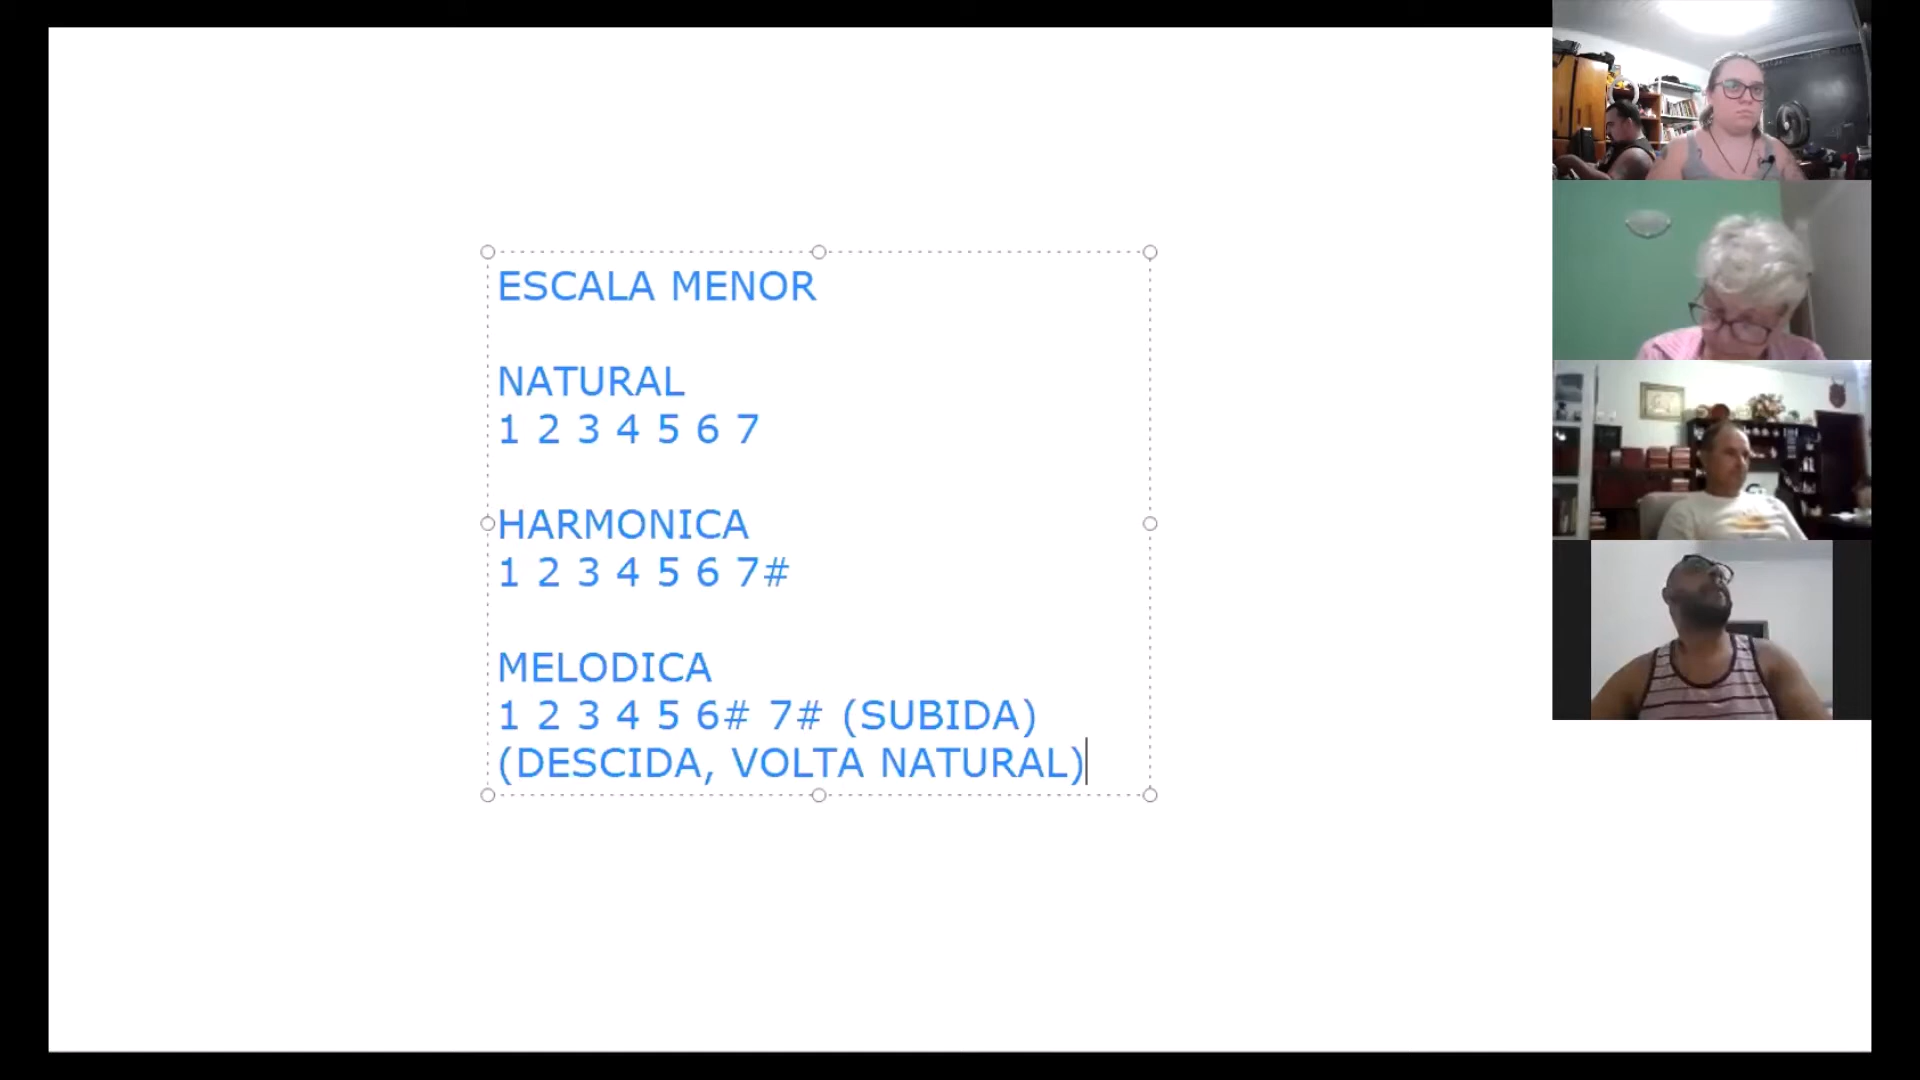 ESCALA MENOR
NATURAL
1 2 3 4 5 6 7
HARMONICA
1 2 3 4 5 6 7#
MELODICA
1 2 3 4 5 6# 7# (SUBIDA)
(DESCIDA, VOLTA NATURAL)